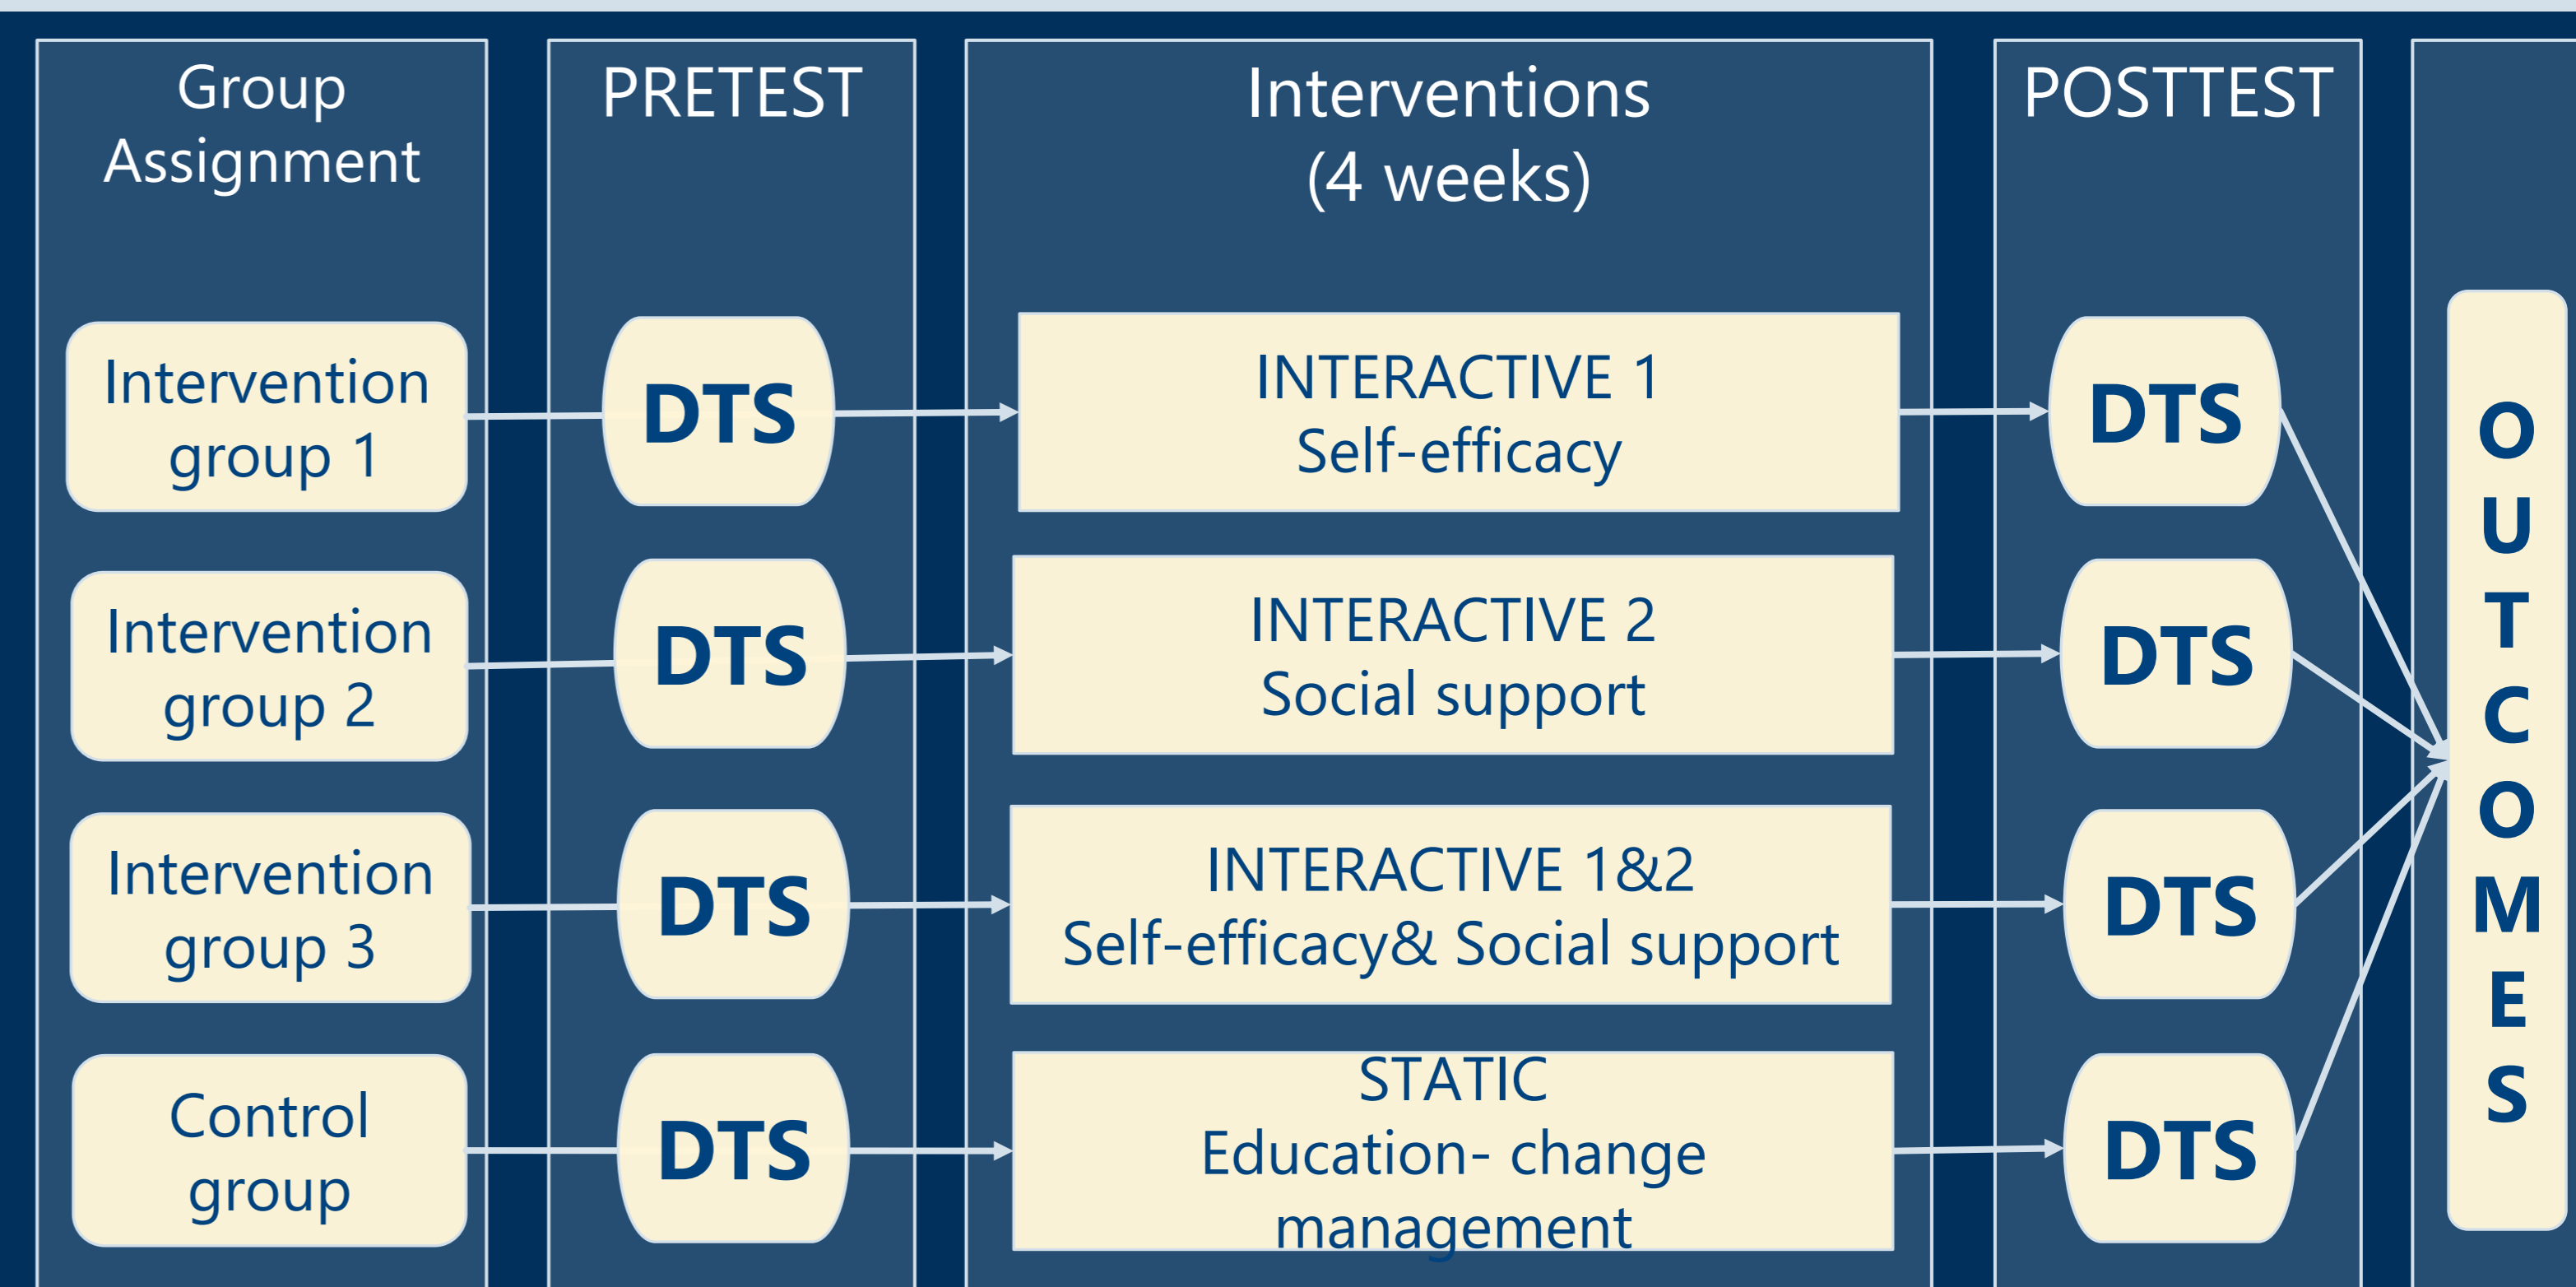 Group
Assignment
PRETEST
Interventions
(4 weeks)
POSTTEST
Intervention
group 1
DTS
INTERACTIVE 1
Self-efficacy
DTS
Intervention
group 2
DTS
INTERACTIVE 2
Social support
DTS
Intervention
group 3
DTS
INTERACTIVE 1&2
Self-efficacy& Social support
DTS
Control
group
DTS
STATIC
Education- change
management
DTS
O
U
T
C
O
M
E
S